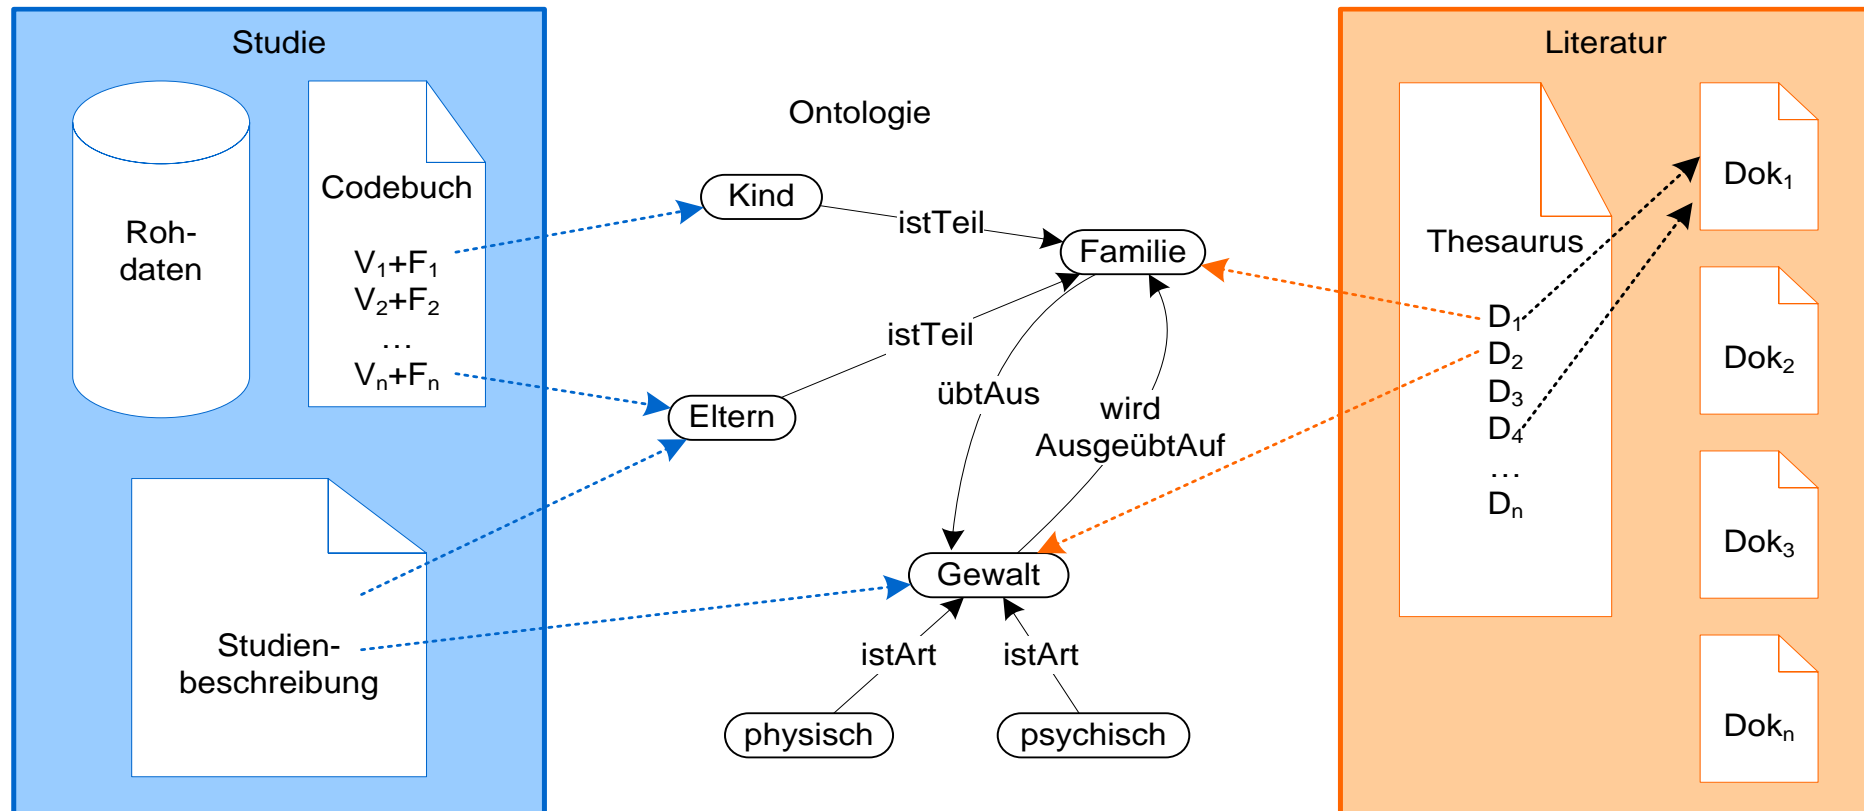 Studie
Roh-
daten
Codebuch
V₁+F₁
V₂+F₂
…
Vₙ+Fₙ
Studien-
beschreibung
Ontologie
Kind
istTeil
Familie
istTeil
Eltern
übtAus
wird
AusgeübtAuf
Gewalt
istArt
istArt
physisch
psychisch
Literatur
Thesaurus
D₁
D₂
D₃
D₄
…
Dₙ
Dok₁
Dok₂
Dok₃
Dokₙ